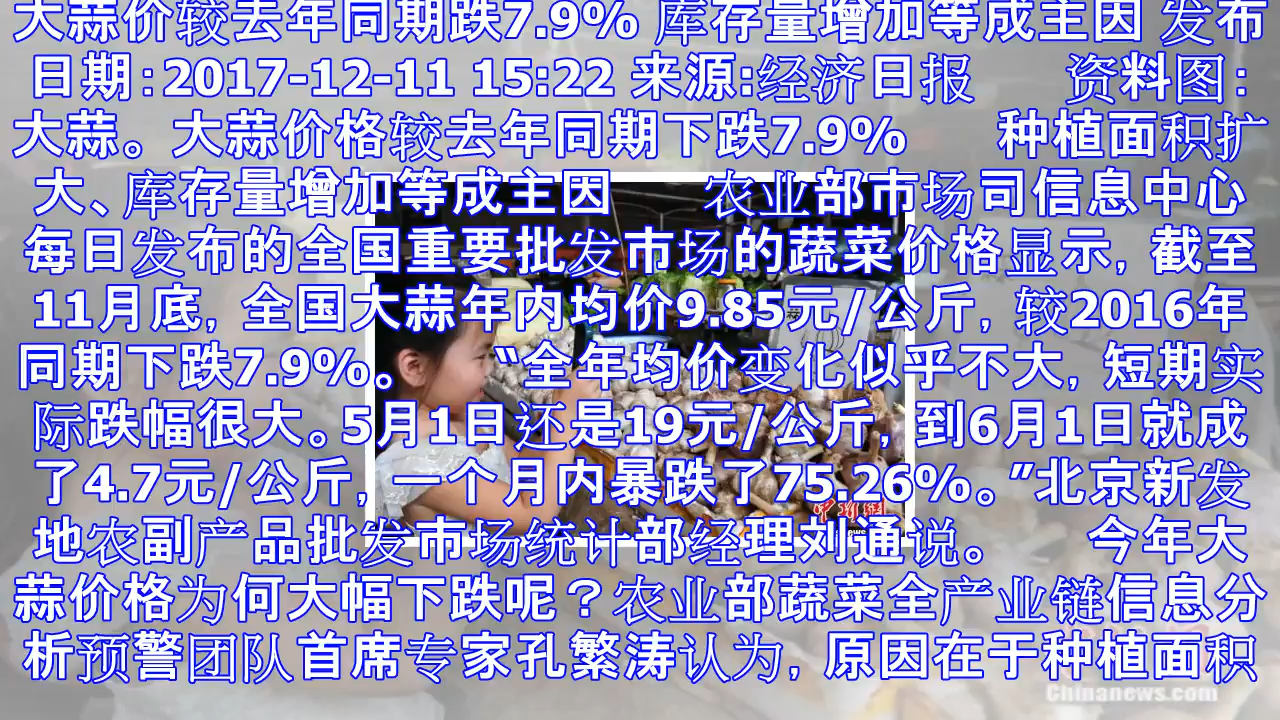 大蒜价较去年同期跌7.9% 库存量增加等成主因 发布
日期:2017-12-11 15:22 来源:经济日报 资料图:
大蒜。大蒜价格较去年同期下跌7.9% 种植面积扩
大、库存量增加等成主因 农业部市场司信息中心
每日发布的全国重要批发市场的蔬菜价格显示, 截至
11月底, 全国大蒜年内均价9.85元/公斤, 较2016年
同期下跌7.9%。 “全年均价变化似乎不大, 短期实
际跌幅很大。5月1日还是19元/公斤, 到6月1日就成
了4.7元/公斤, 一个月内暴跌了75.26%。”北京新发
地农副产品批发市场统计部经理刘通说。 今年大
蒜价格为何大幅下跌呢？农业部蔬菜全产业链信息分
析预警团队首席专家孔繁涛认为, 原因在于种植面积
Chinanews.com